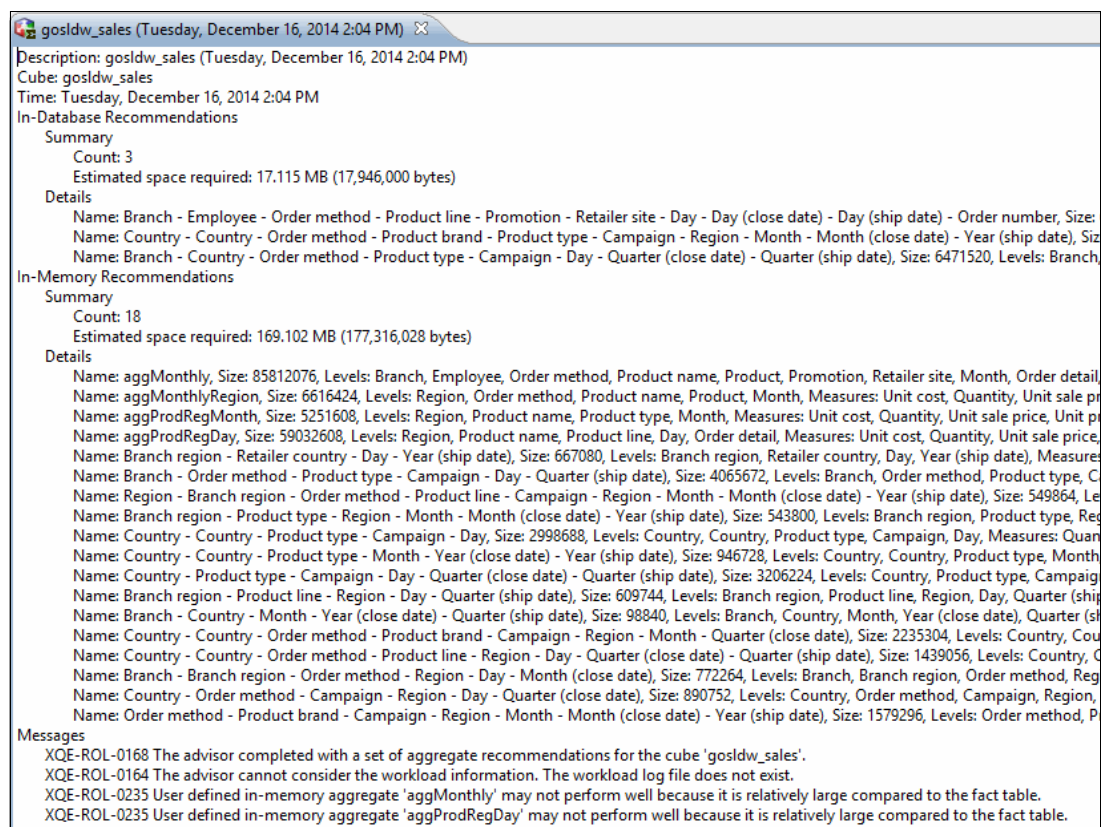 gosldw_sales (Tuesday, December 16, 2014 2:04 PM)
Description: gosldw_sales (Tuesday, December 16, 2014 2:04 PM)
Cube: gosldw_sales
Time: Tuesday, December 16, 2014 2:04 PM
In-Database Recommendations
Summary
Count: 3
Estimated space required: 17.115 MB (17,946,000 bytes)
Details
Name: Branch - Employee - Order method - Product line - Promotion - Retailer site - Day - Day (close date) - Day (ship date) - Order number, Size:
Name: Country - Country - Order method - Product brand - Product type - Campaign - Region - Month - Month (close date) - Year (ship date), Siz
Name: Branch - Country - Order method - Product type - Campaign - Day - Quarter (close date) - Quarter (ship date), Size: 6471520, Levels: Branch,
In-Memory Recommendations
Summary
Count: 18
Estimated space required: 169.102 MB (177,316,028 bytes)
Details
Name: aggMonthly, Size: 85812076, Levels: Branch, Employee, Order method, Product name, Product, Promotion, Retailer site, Month, Order detail,
Name: aggMonthlyRegion, Size: 6616424, Levels: Region, Order method, Product name, Product, Month, Measures: Unit cost, Quantity, Unit sale pr
Name: aggProdRegMonth, Size: 5251608, Levels: Region, Product name, Product type, Month, Measures: Unit cost, Quantity, Unit sale price, Unit p
Name: aggProdRegDay, Size: 59032608, Levels: Region, Product name, Product line, Day, Order detail, Measures: Unit cost, Quantity, Unit sale price,
Name: Branch region - Retailer country - Day - Year (ship date), Size: 667080, Levels: Branch region, Retailer country, Day, Year (ship date), Measures
Name: Branch - Order method - Product type - Campaign - Day - Quarter (ship date), Size: 4065672, Levels: Branch, Order method, Product type, C
Name: Region - Branch region - Order method - Product line - Campaign - Region - Month - Month (close date) - Year (ship date), Size: 549864, Le
Name: Branch region - Product type - Region - Month - Month (close date) - Year (ship date), Size: 543800, Levels: Branch region, Product type, Reg
Name: Country - Country - Product type - Campaign - Day, Size: 2998688, Levels: Country, Country, Product type, Campaign, Day, Measures: Quan
Name: Country - Country - Product type - Month - Year (close date) - Year (ship date), Size: 946728, Levels: Country, Country, Product type, Month
Name: Country - Product type - Campaign - Day - Quarter (close date) - Quarter (ship date), Size: 3206224, Levels: Country, Product type, Campaig
Name: Branch region - Product line - Region - Day - Quarter (ship date), Size: 609744, Levels: Branch region, Product line, Region, Day, Quarter (ship
Name: Branch - Country - Month - Year (close date) - Quarter (ship date), Size: 98840, Levels: Branch, Country, Month, Year (close date), Quarter (sh
Name: Country - Country - Order method - Product brand - Campaign - Region - Month - Quarter (close date), Size: 2235304, Levels: Country, Cou
Name: Country - Country - Order method - Product line - Region - Day - Quarter (close date) - Quarter (ship date), Size: 1439056, Levels: Country, C
Name: Branch - Branch region - Order method - Region - Day - Month (close date), Size: 772264, Levels: Branch, Branch region, Order method, Reg
Name: Country - Order method - Campaign - Region - Day - Quarter (close date), Size: 890752, Levels: Country, Order method, Campaign, Region,
Name: Order method - Product brand - Campaign - Region - Month - Month (close date) - Year (ship date), Size: 1579296, Levels: Order method, P
Messages
XQE-ROL-0168 The advisor completed with a set of aggregate recommendations for the cube 'gosldw_sales'.
XQE-ROL-0164 The advisor cannot consider the workload information. The workload log file does not exist.
XQE-ROL-0235 User defined in-memory aggregate 'aggMonthly' may not perform well because it is relatively large compared to the fact table.
XQE-ROL-0235 User defined in-memory aggregate 'aggProdRegDay' may not perform well because it is relatively large compared to the fact table.